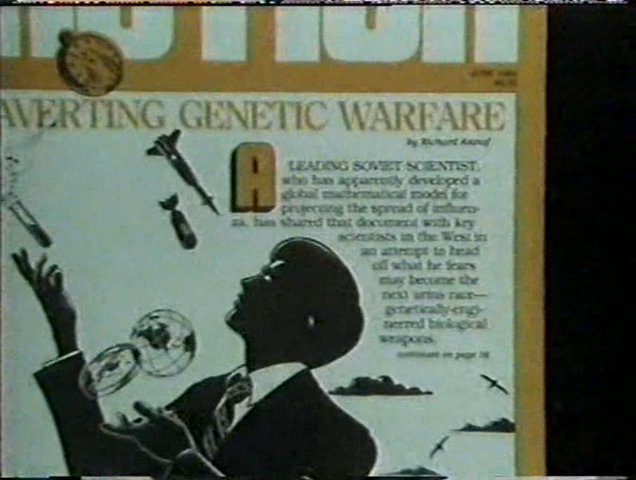 AVERTING GENETIC WARFARE
by Richard
A LEADING SOVIET SCIENTIST,
who has apparently developed a
global mathematical model for
projecting the spread of influen-
za, has shared that document with key
scientists in the West in
an attempt to head
off what he fears
may become the
next arms race—
genetically-engi-
neered biological
weapons.
continued on page